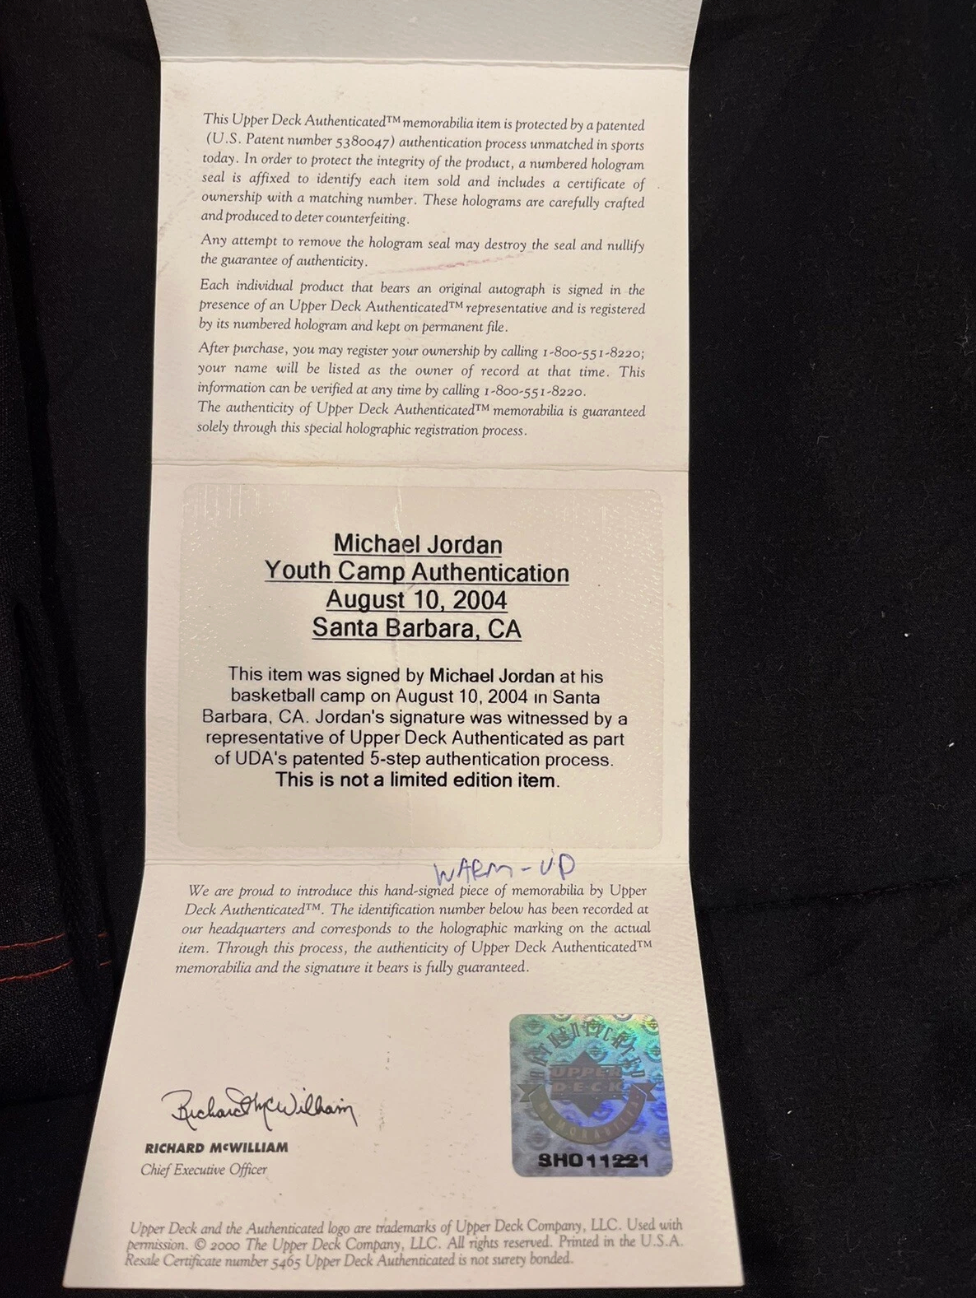 This Upper Deck Authenticated™ memorabilia item is protected by a patented
(U.S. Patent number 5380047) authentication process unmatched in sports
today. In order to protect the integrity of the product, a numbered hologram
seal is affixed to identify each item sold and includes a certificate of
ownership with a matching number. These holograms are carefully crafted
and produced to deter counterfeiting.
Any attempt to remove the hologram seal may destroy the seal and nullify
the guarantee of authenticity.
Each individual product that bears an original autograph is signed in the
presence of an Upper Deck Authenticated™ representative and is registered
by its numbered hologram and kept on permanent file.
After purchase, you may register your ownership by calling 1-800-551-8220;
your name will be listed as the owner of record at that time. This
information can be verified at any time by calling 1-800-551-8220.
The authenticity of Upper Deck Authenticated™ memorabilia is guaranteed
solely through this special holographic registration process.
Michael Jordan
Youth Camp Authentication
August 10, 2004
Santa Barbara, CA
This item was signed by Michael Jordan at his
basketball camp on August 10, 2004 in Santa
Barbara, CA. Jordan's signature was witnessed by a
representative of Upper Deck Authenticated as part
of UDA's patented 5-step authentication process.
This is not a limited edition item.
WARM-UP
We are proud to introduce this hand-signed piece of memorabilia by Upper
Deck Authenticated™. The identification number below has been recorded at
our headquarters and corresponds to the holographic marking on the actual
item. Through this process, the authenticity of Upper Deck Authenticated™
memorabilia and the signature it bears is fully guaranteed.
AUTHENTICATED
UPPER
DECK
MEMORABILIA
SHO11221
Richard McWilliam
RICHARD McWILLIAM
Chief Executive Officer
Upper Deck and the Authenticated logo are trademarks of Upper Deck Company, LLC. Used with
permission. © 2000 The Upper Deck Company, LLC. All rights reserved. Printed in the U.S.A.
Resale Certificate number 5465 Upper Deck Authenticated is not surety bonded.